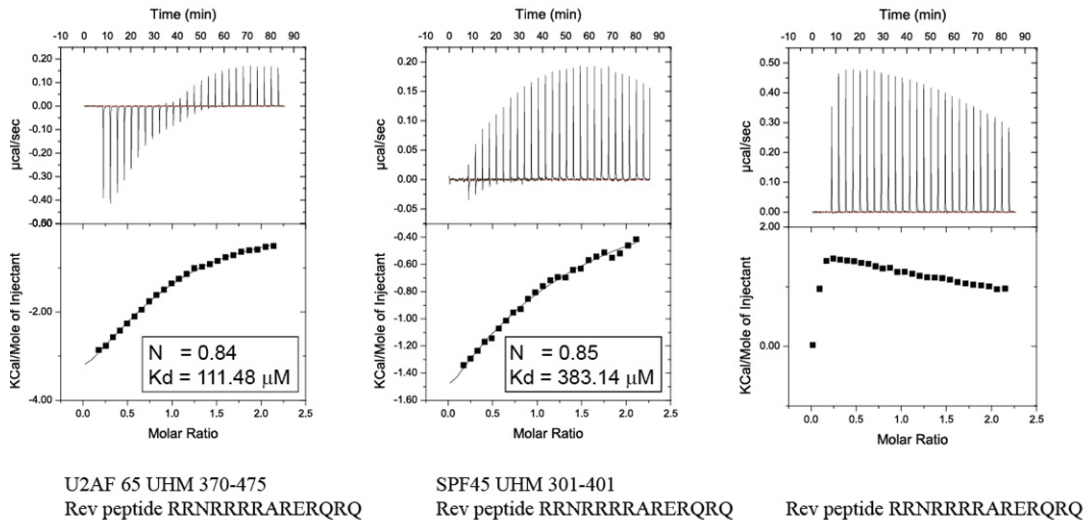 Time (min)
-10 0 10 20 30 40 50 60 70 80 90
0.20
0.00
-0.10
-0.20
-0.30
-0.40
µcal/sec
-2.00
-4.00
KCal/Mole of Injectant
N = 0.84
Kd = 111.48 µM
0.0 0.5 1.0 1.5 2.0 2.5
Molar Ratio
U2AF 65 UHM 370-475
Rev peptide RRNRRRRARERQRQ
Time (min)
-10 0 10 20 30 40 50 60 70 80 90
0.20
0.15
0.10
0.05
0.00
-0.05
µcal/sec
-0.40
-0.60
-0.80
-1.00
-1.20
-1.40
-1.60
KCal/Mole of Injectant
N = 0.85
Kd = 383.14 µM
0.0 0.5 1.0 1.5 2.0 2.5
Molar Ratio
SPF45 UHM 301-401
Rev peptide RRNRRRRARERQRQ
Time (min)
-10 0 10 20 30 40 50 60 70 80 90
0.50
0.40
0.30
0.20
0.10
0.00
µcal/sec
2.00
0.00
KCal/Mole of Injectant
0.0 0.5 1.0 1.5 2.0 2.5
Molar Ratio
Rev peptide RRNRRRRARERQRQ